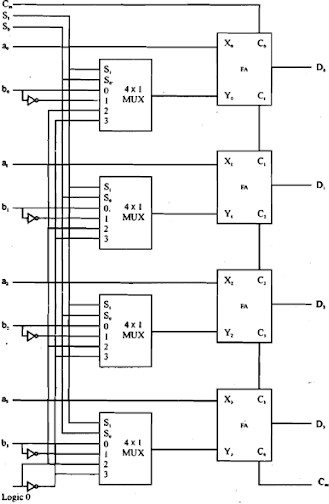 Cᵢₙ
S₁
S₀
a₀
X₀ C₀
FA
D₀
Y₀ C₁
S₁
S₀
b₀ 0
1
2
3
4 x 1
MUX
a₁
X₁ C₁
FA
D₁
Y₁ C₂
S₁
S₀
b₁ 0
1
2
3
4 x 1
MUX
a₂
X₂ C₂
FA
D₂
Y₂ C₃
S₁
S₀
b₂ 0
1
2
3
4 x 1
MUX
a₃
X₃ C₃
FA
D₃
Y₃ C₄
S₁
S₀
b₃ 0
1
2
3
4 x 1
MUX
Logic 0